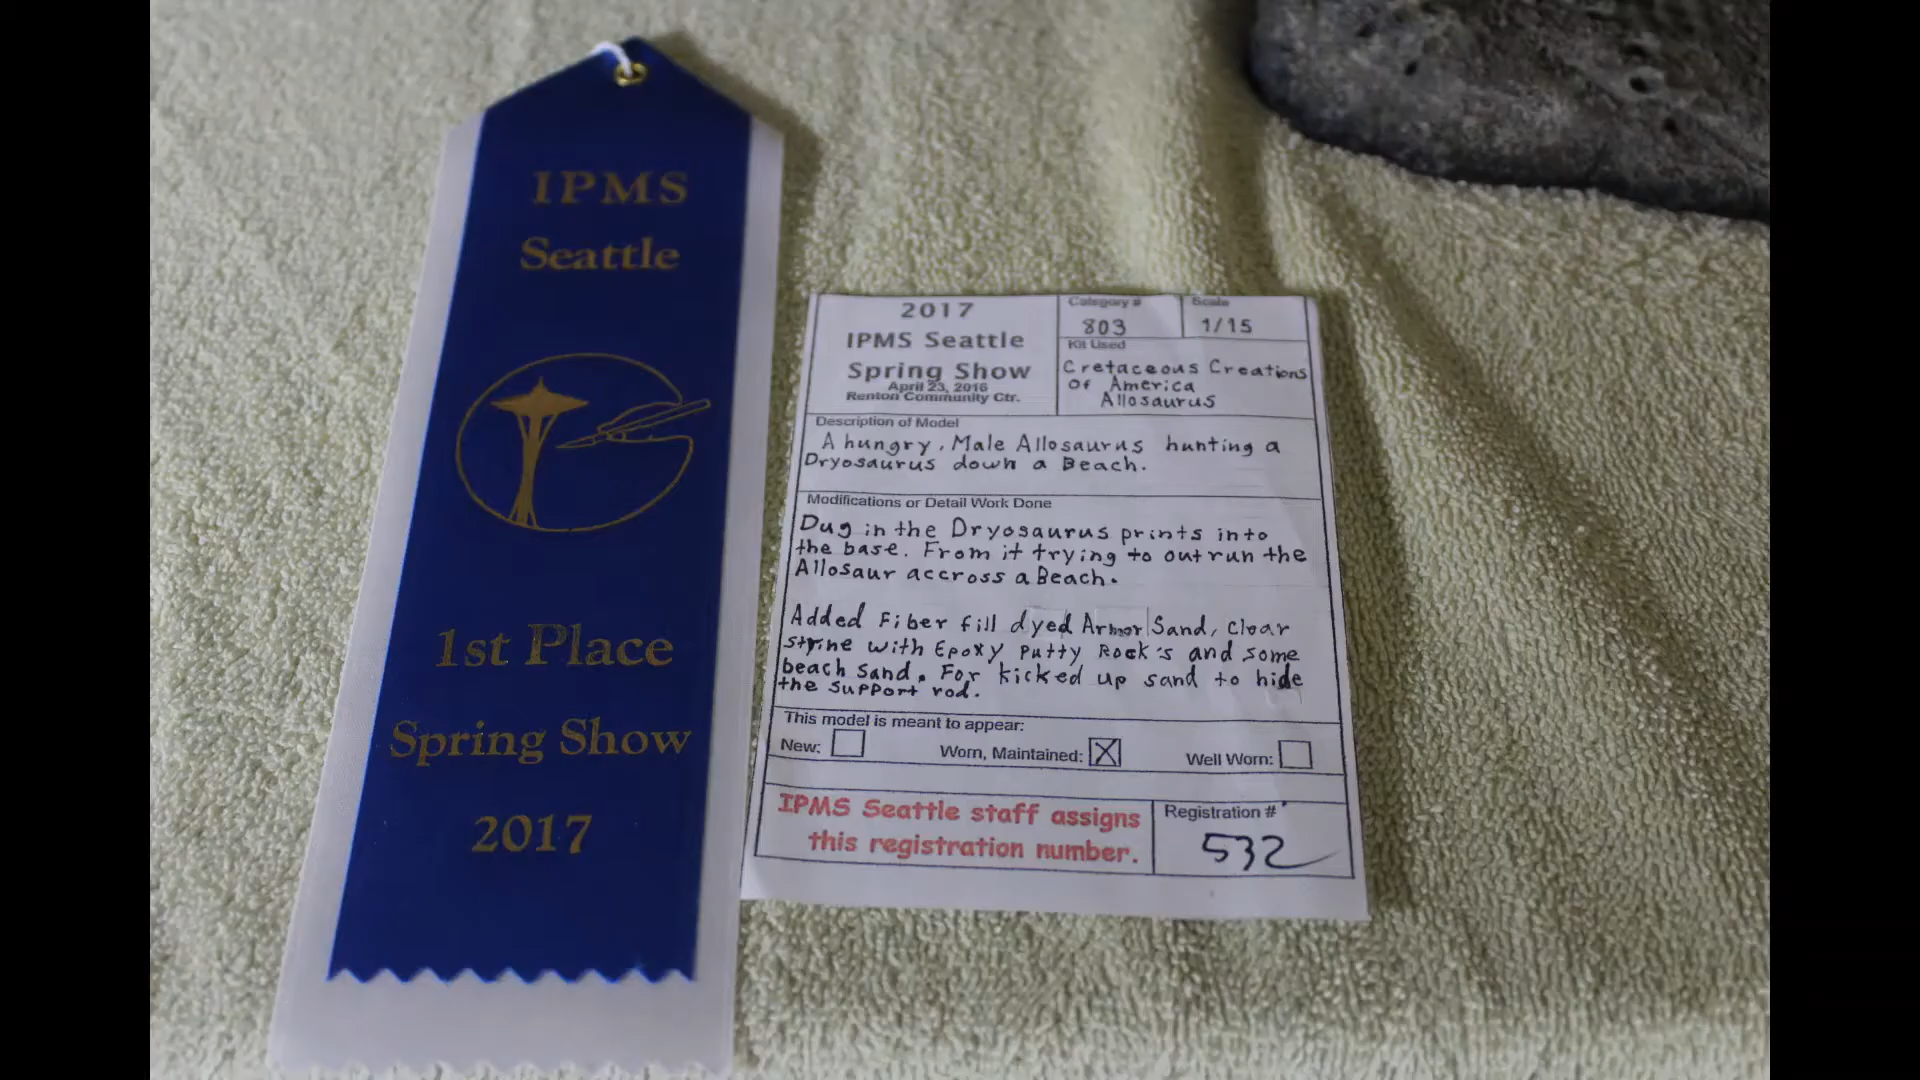 IPMS
Seattle
1st Place
Spring Show
2017
2017
IPMS Seattle
Spring Show
April 23, 2016
Renton Community Ctr.
Category #
803
Scale
1/15
Kit Used
Cretaceous Creations
Of America
Allosaurus
Description of Model
A hungry, Male Allosaurus hunting a
Dryosaurus down a Beach.
Modifications or Detail Work Done
Dug in the Dryosaurus prints into
the base. From it trying to out run the
Allosaur accross a Beach.
Added Fiber fill dyed Armor Sand, Clear
with Epoxy Putty Rock's and some
beach Sand. For kicked up sand to hide
the support rod.
This model is meant to appear:
New:
Worn, Maintained: X
Well Worn:
IPMS Seattle staff assigns
this registration number.
Registration #
532